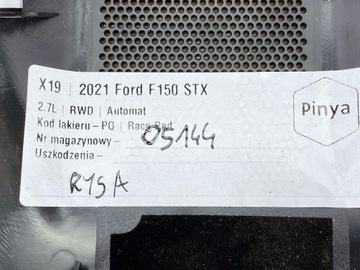 X19 | 2021 Ford F150 STX
2.7L | RWD | Automat
Kod lakieru – PQ | Race Red
Nr magazynowy – 05144
Uszkodzenia –
RYSA
Pinya